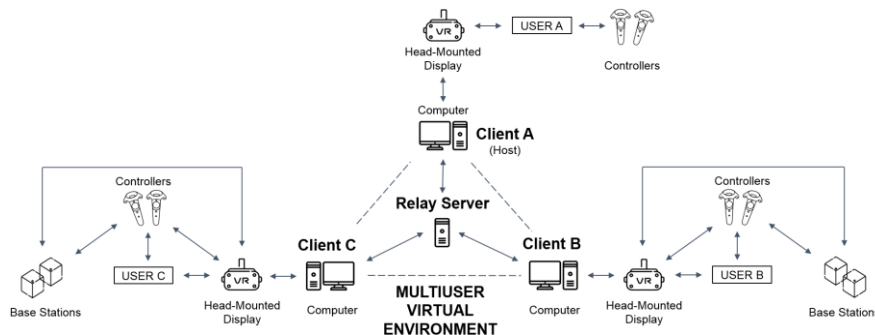 VR
USER A
Head-Mounted
Display
Controllers
Computer
Client A
(Host)
Relay Server
Controllers
Client C
Base Stations
USER C
VR
Head-Mounted
Display
Computer
MULTIUSER
VIRTUAL
ENVIRONMENT
Client B
Computer
Controllers
VR
Head-Mounted
Display
USER B
Base Station